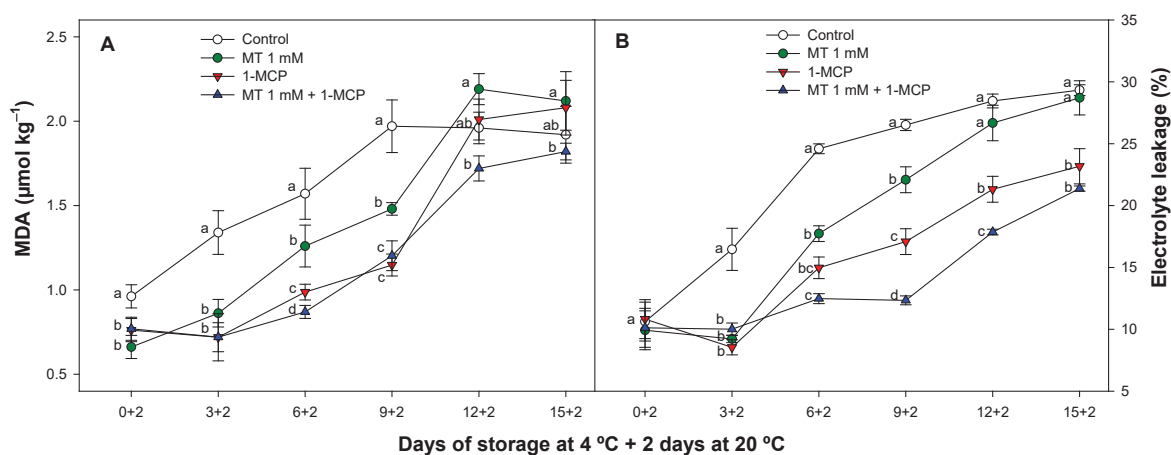 A
Control
MT 1 mM
1-MCP
MT 1 mM + 1-MCP
MDA (µmol kg⁻¹)
2.5
2.0
1.5
1.0
0.5
a
b
b
a
b
b
a
b
c
d
a
b
c
c
a
ab
b
a
ab
b
0+2
3+2
6+2
9+2
12+2
15+2
B
Control
MT 1 mM
1-MCP
MT 1 mM + 1-MCP
Electrolyte leakage (%)
35
30
25
20
15
10
5
a
a
b
b
b
a
b
bc
c
a
b
c
d
a
a
b
c
a
a
b
b
0+2
3+2
6+2
9+2
12+2
15+2
Days of storage at 4 ºC + 2 days at 20 ºC